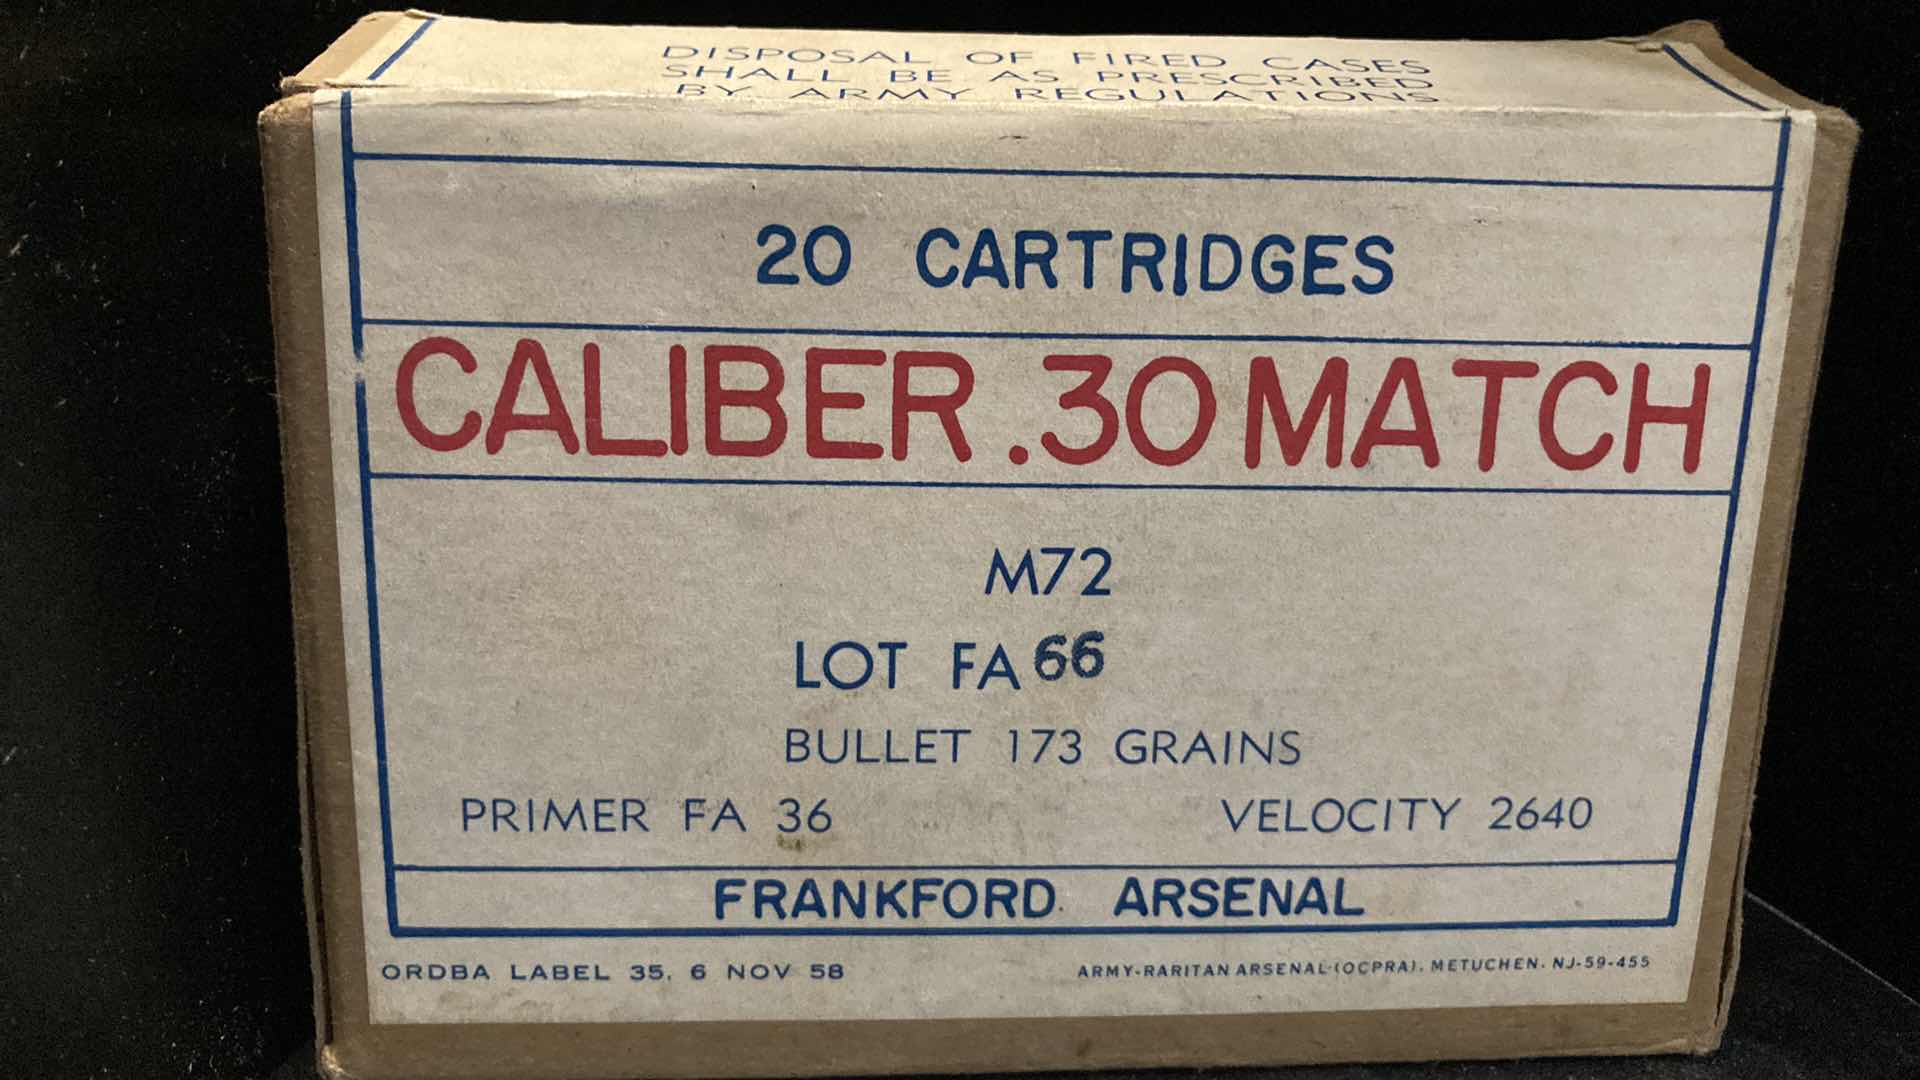 DISPOSAL OF FIRED CASES
SHALL BE AS PRESCRIBED
BY ARMY REGULATIONS
20 CARTRIDGES
CALIBER .30 MATCH
M72
LOT FA 66
BULLET 173 GRAINS
PRIMER FA 36 VELOCITY 2640
FRANKFORD ARSENAL
ORDBA LABEL 35, 6 NOV 58 ARMY-RARITAN ARSENAL-(OCPRA). METUCHEN. NJ-59-455